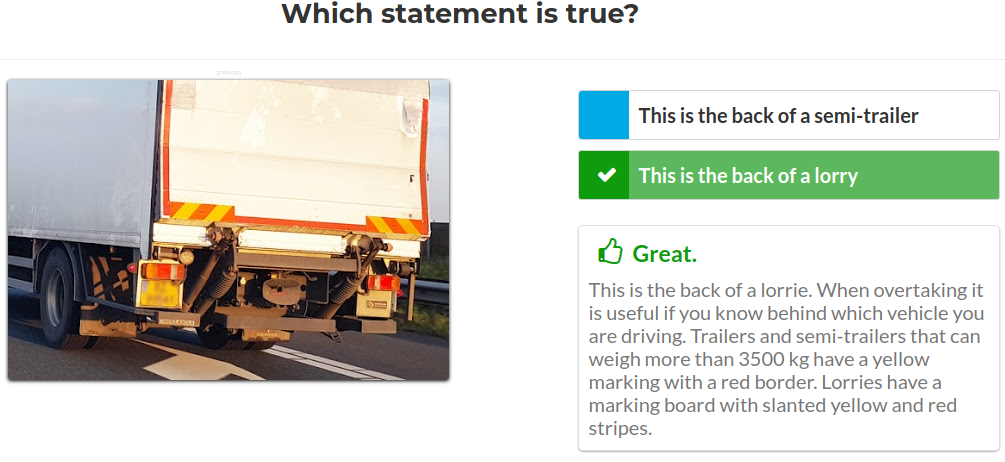 Which statement is true?
This is the back of a semi-trailer
This is the back of a lorry
Great.
This is the back of a lorrie. When overtaking it
is useful if you know behind which vehicle you
are driving. Trailers and semi-trailers that can
weigh more than 3500 kg have a yellow
marking with a red border. Lorries have a
marking board with slanted yellow and red
stripes.